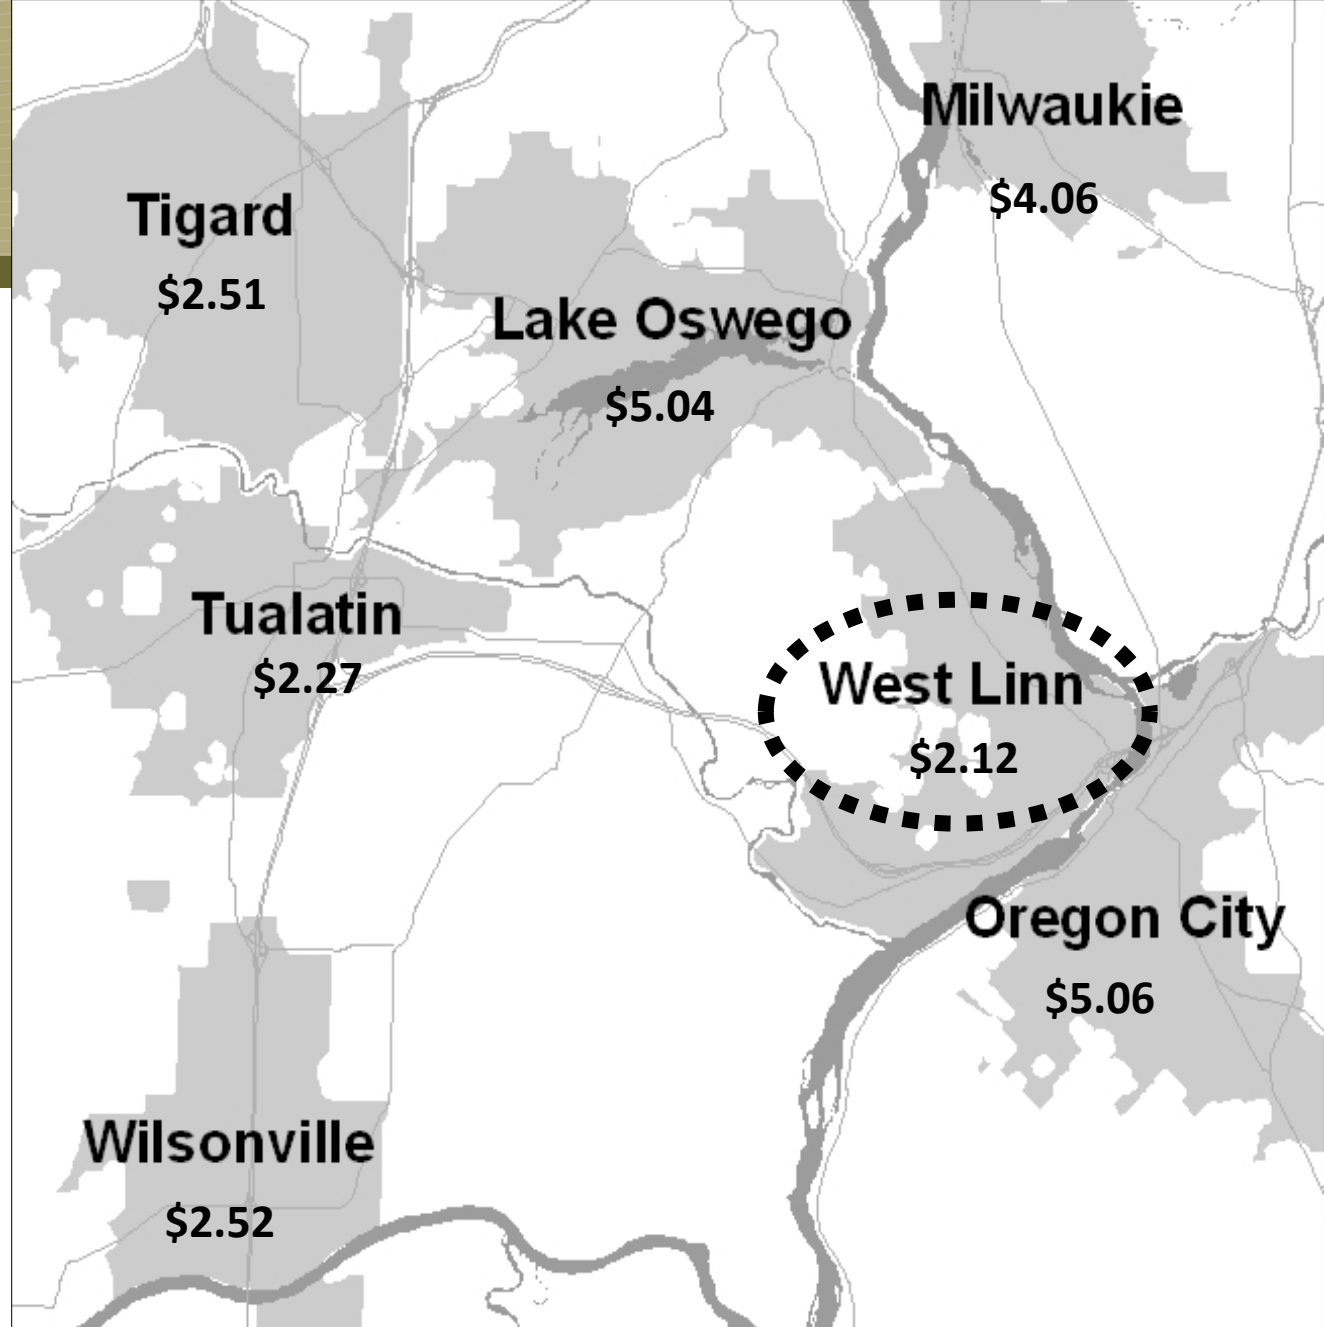 Milwaukie
$4.06
Tigard
$2.51
Lake Oswego
$5.04
Tualatin
$2.27
West Linn
$2.12
Oregon City
$5.06
Wilsonville
$2.52